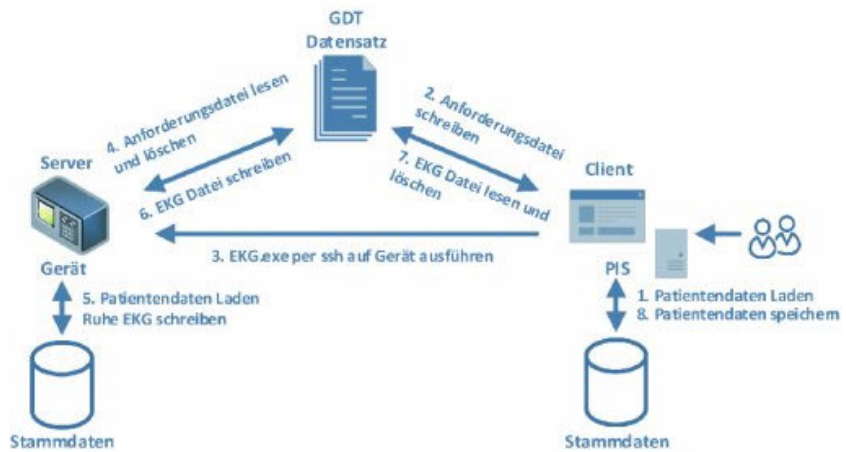 GDT
Datensatz
4. Anforderungsdatei lesen
und löschen
2. Anforderungsdatei
schreiben
Server
6. EKG Datei schreiben
7. EKG Datei lesen und
löschen
Client
3. EKG.exe per ssh auf Gerät ausführen
Gerät
PIS
5. Patientendaten Laden
Ruhe EKG schreiben
1. Patientendaten Laden
8. Patientendaten speichern
Stammdaten
Stammdaten